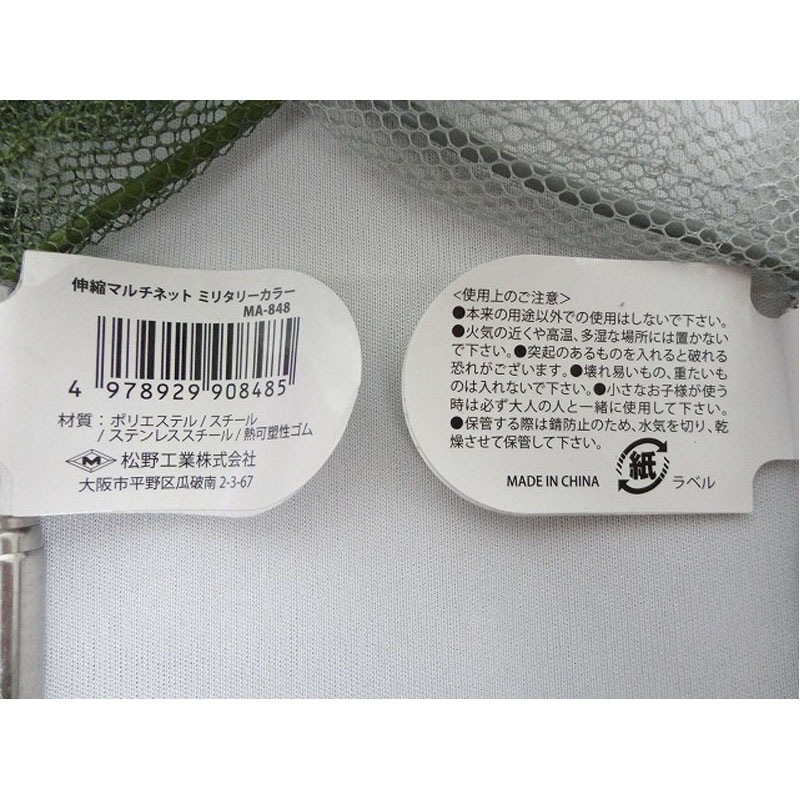 伸縮マルチネット ミリタリーカラー
MA-848
4 978929 908485
材質：ポリエステル/スチール
/ステンレススチール/熱可塑性ゴム
M 松野工業株式会社
大阪市平野区瓜破南2-3-67
<使用上のご注意>
●本来の用途以外での使用はしないで下さい。
●火気の近くや高温、多湿な場所には置かない
で下さい。●突起のあるものを入れると破れる
恐れがございます。●壊れ易いもの、重たいも
のは入れないで下さい。●小さなお子様が使う
時は必ず大人の人と一緒に使用して下さい。
●保管する際は錆防止のため、水気を切り、乾
燥させて保管して下さい。
MADE IN CHINA 紙 ラベル